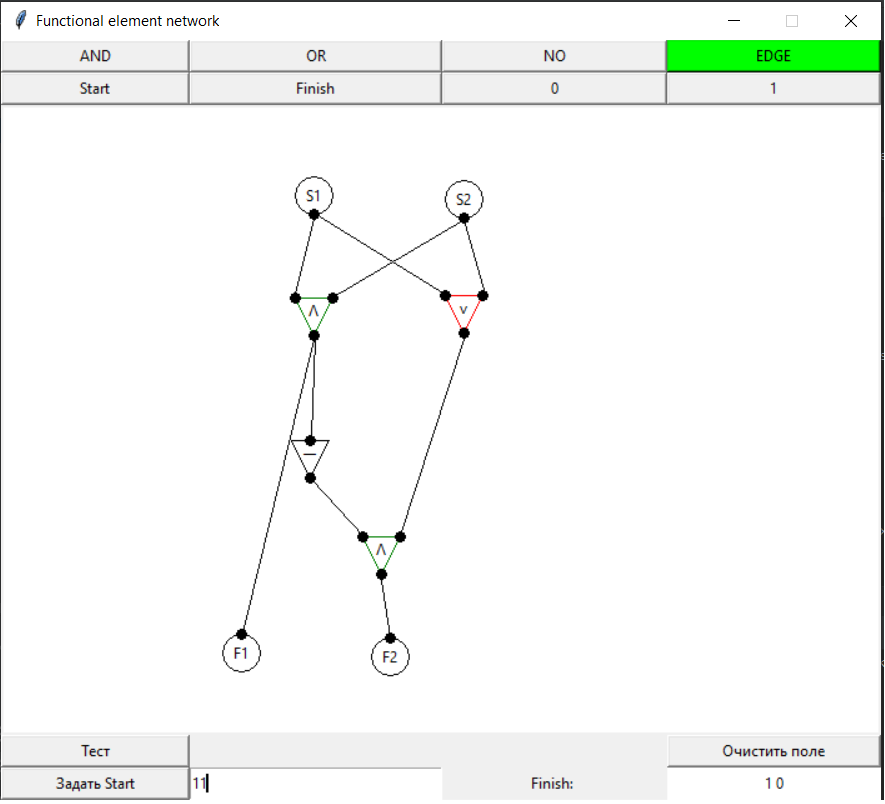 Functional element network
AND OR NO EDGE
Start Finish 0 1
S1 S2
Λ v
—
Λ
F1 F2
Тест Очистить поле
Задать Start 11 Finish: 1 0